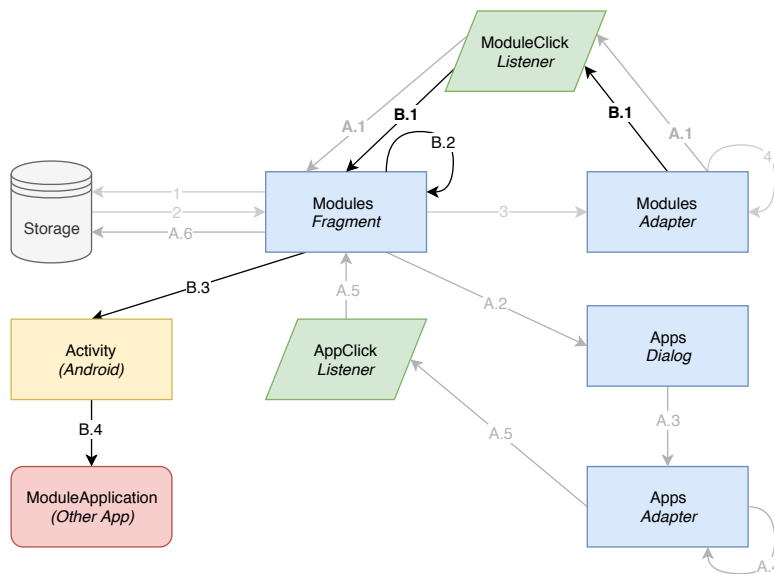 ModuleClick
Listener
A.1
B.1
B.1
A.1
B.2
4
Storage
1
2
A.6
Modules
Fragment
3
Modules
Adapter
B.3
A.5
A.2
Activity
(Android)
AppClick
Listener
Apps
Dialog
B.4
A.5
A.3
ModuleApplication
(Other App)
Apps
Adapter